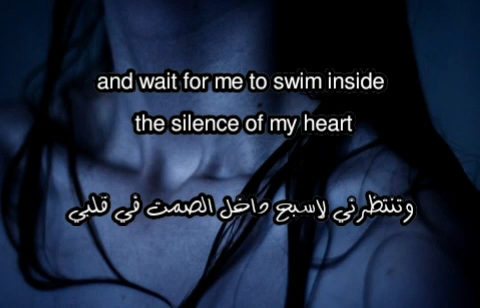 and wait for me to swim inside
the silence of my heart
وتنتظرني لاسبح داخل الصمت في قلبي